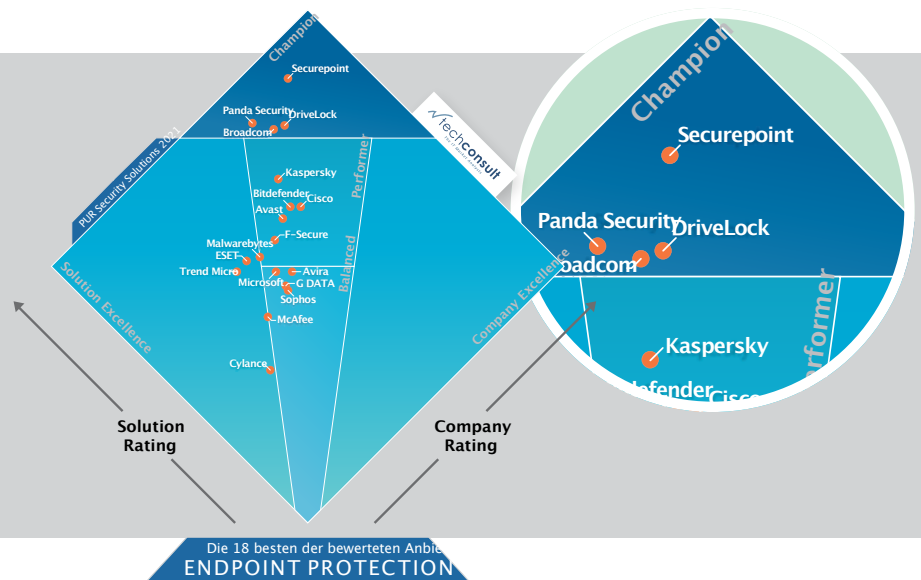 Champion
Securepoint
Panda Security
DriveLock
Broadcom
PUR Security Solutions 2021
techconsult
Performer
Kaspersky
Bitdefender
Cisco
Avast
F-Secure
Malwarebytes
ESET
Trend Micro
Balanced
Microsoft
Avira
G DATA
Sophos
McAfee
Cylance
Solution Excellence
Company Excellence
Solution
Rating
Company
Rating
Die 18 besten der bewerteten Anbie
ENDPOINT PROTECTION
Champion
Securepoint
Panda Security
DriveLock
oadcom
erformer
Kaspersky
defender
Cisco